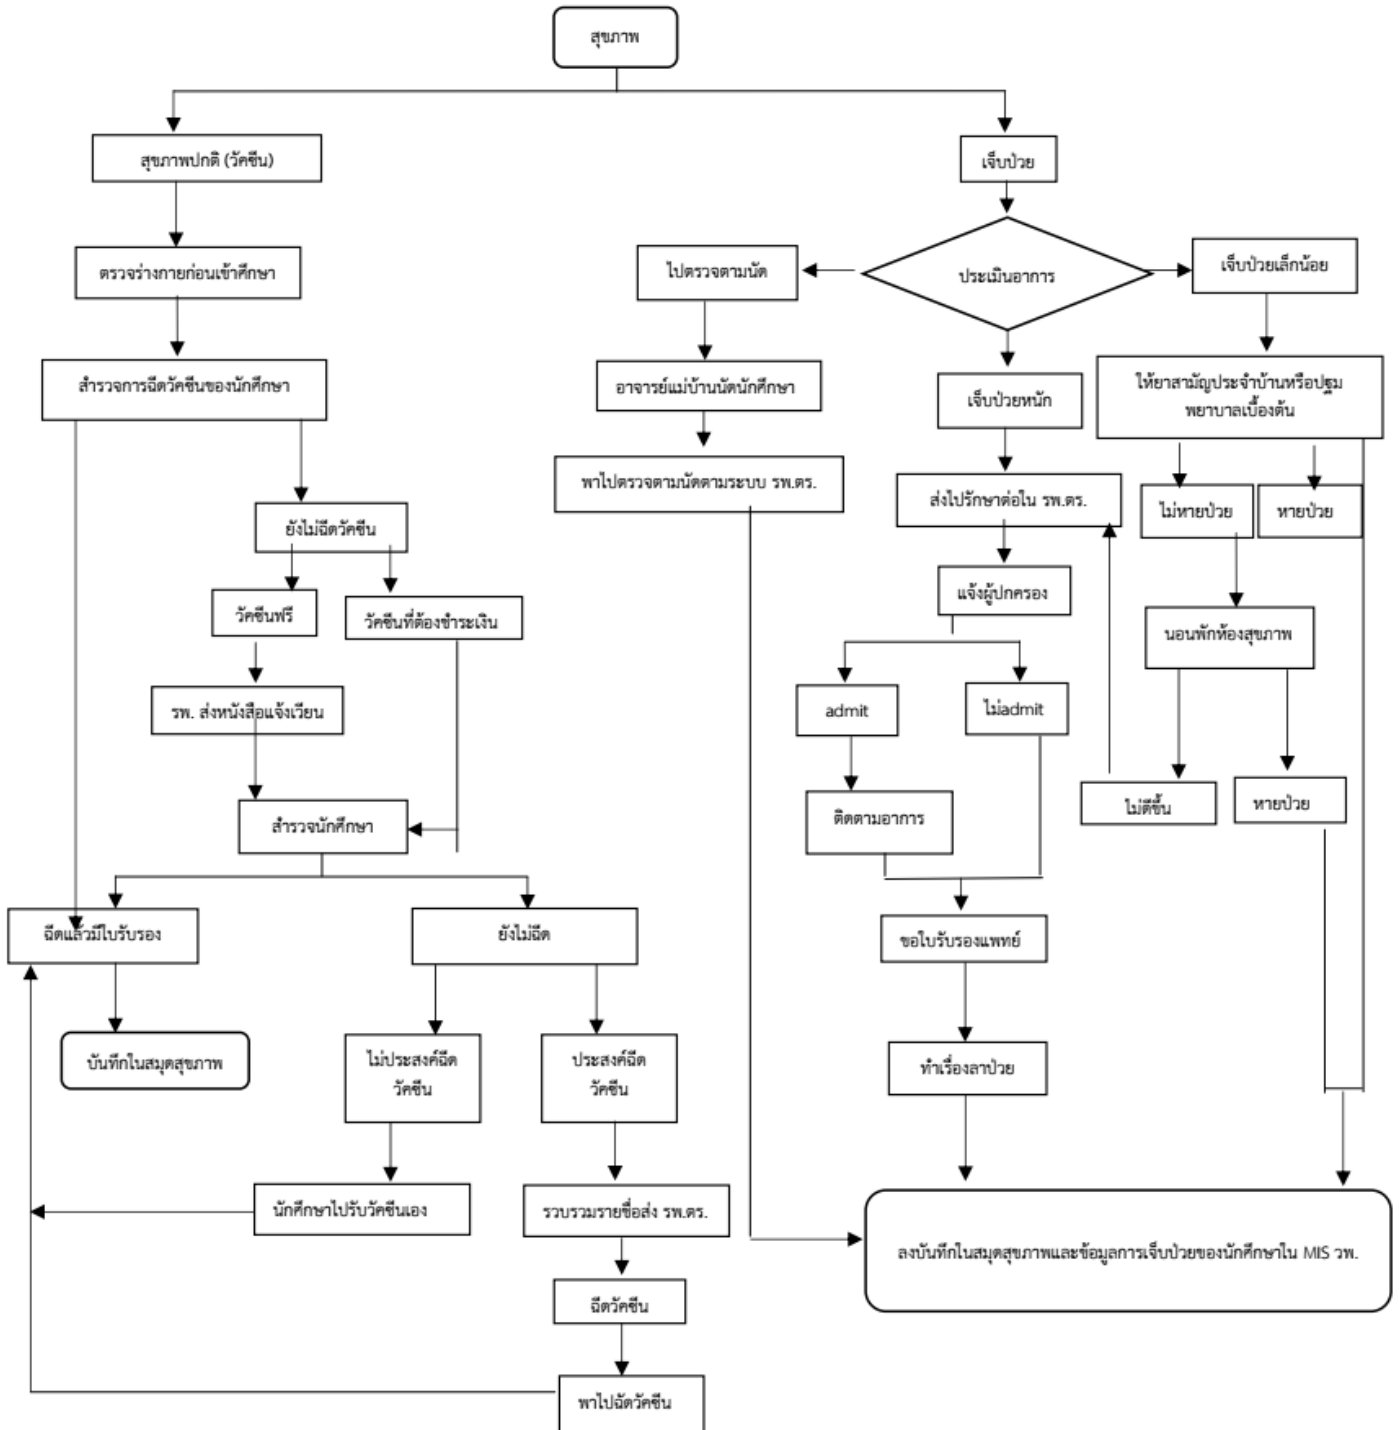 สุขภาพ
สุขภาพปกติ (วัคซีน)
เจ็บป่วย
ตรวจร่างกายก่อนเข้าศึกษา
ไปตรวจตามนัด
ประเมินอาการ
เจ็บป่วยเล็กน้อย
สำรวจการฉีดวัคซีนของนักศึกษา
อาจารย์แม่บ้านนัดนักศึกษา
เจ็บป่วยหนัก
ให้ยาสามัญประจำบ้านหรือปฐม
พยาบาลเบื้องต้น
พาไปตรวจตามนัดตามระบบ รพ.ตร.
ส่งไปรักษาต่อใน รพ.ตร.
ไม่หายป่วย
หายป่วย
ยังไม่ฉีดวัคซีน
แจ้งผู้ปกครอง
วัคซีนฟรี
วัคซีนที่ต้องชำระเงิน
นอนพักห้องสุขภาพ
รพ. ส่งหนังสือแจ้งเวียน
admit
ไม่admit
สำรวจนักศึกษา
ติดตามอาการ
ไม่ดีขึ้น
หายป่วย
ฉีดแล้วมีใบรับรอง
ยังไม่ฉีด
ขอใบรับรองแพทย์
บันทึกในสมุดสุขภาพ
ไม่ประสงค์ฉีด
วัคซีน
ประสงค์ฉีด
วัคซีน
ทำเรื่องลาป่วย
นักศึกษาไปรับวัคซีนเอง
รวบรวมรายชื่อส่ง รพ.ตร.
ลงบันทึกในสมุดสุขภาพและข้อมูลการเจ็บป่วยของนักศึกษาใน MIS วพ.
ฉีดวัคซีน
พาไปฉัดวัคซีน